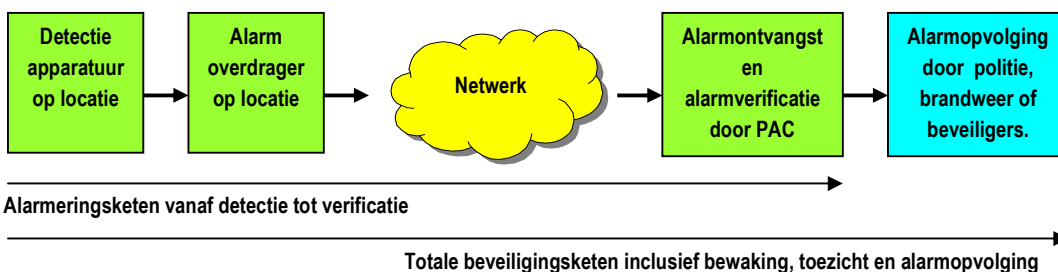 Detectie
apparatuur
op locatie
Alarm
overdrager
op locatie
Netwerk
Alarmontvangst
en
alarmverificatie
door PAC
Alarmopvolging
door politie,
brandweer of
beveiligers.
Alarmeringsketen vanaf detectie tot verificatie
Totale beveiligingsketen inclusief bewaking, toezicht en alarmopvolging